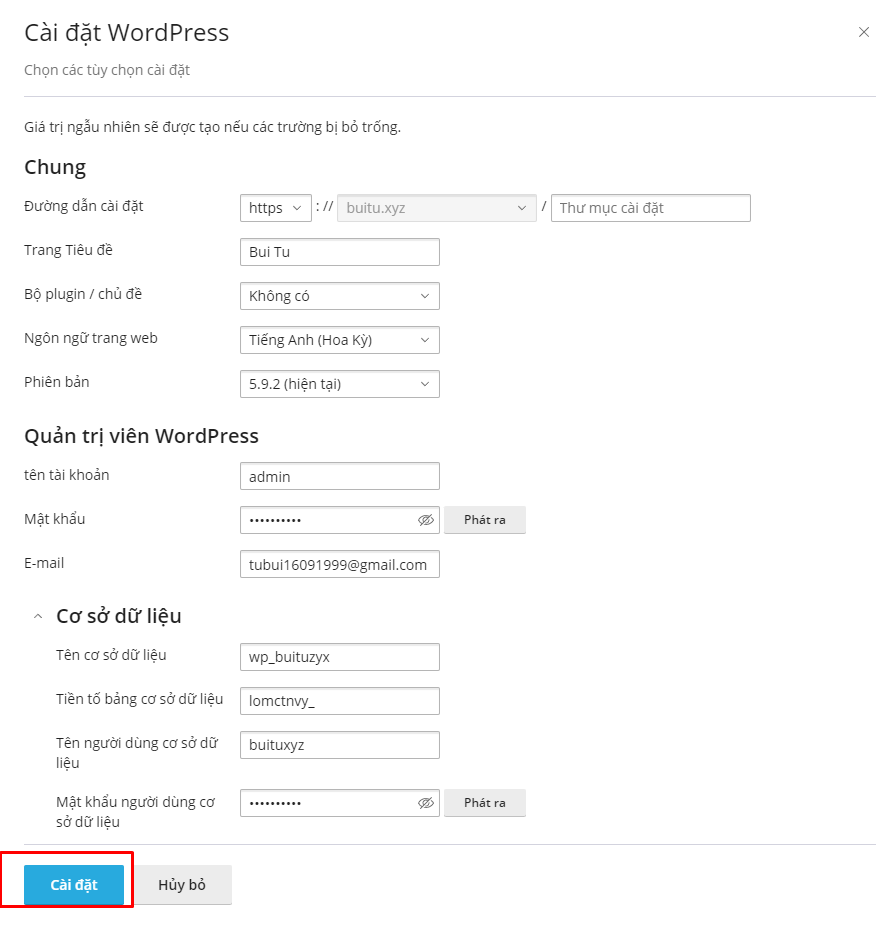 Cài đặt WordPress
Chọn các tùy chọn cài đặt
Giá trị ngẫu nhiên sẽ được tạo nếu các trường bị bỏ trống.
Chung
Đường dẫn cài đặt https :// buitu.xyz / Thư mục cài đặt
Trang Tiêu đề Bui Tu
Bộ plugin / chủ đề Không có
Ngôn ngữ trang web Tiếng Anh (Hoa Kỳ)
Phiên bản 5.9.2 (hiện tại)
Quản trị viên WordPress
tên tài khoản admin
Mật khẩu •••••••••• Phát ra
E-mail tubui16091999@gmail.com
Cơ sở dữ liệu
Tên cơ sở dữ liệu wp_buituzyx
Tiền tố bảng cơ sở dữ liệu lomctnvy_
Tên người dùng cơ sở dữ buituxyz
liệu
Mật khẩu người dùng cơ •••••••••• Phát ra
sở dữ liệu
Cài đặt Hủy bỏ